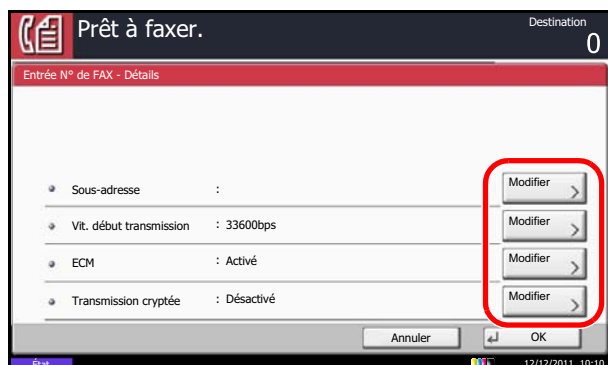 Prêt à faxer.
Destination
0
Entrée N° de FAX - Détails
Sous-adresse : Modifier
Vit. début transmission : 33600bps Modifier
ECM : Activé Modifier
Transmission cryptée : Désactivé Modifier
Annuler OK
État 12/12/2011 10:10